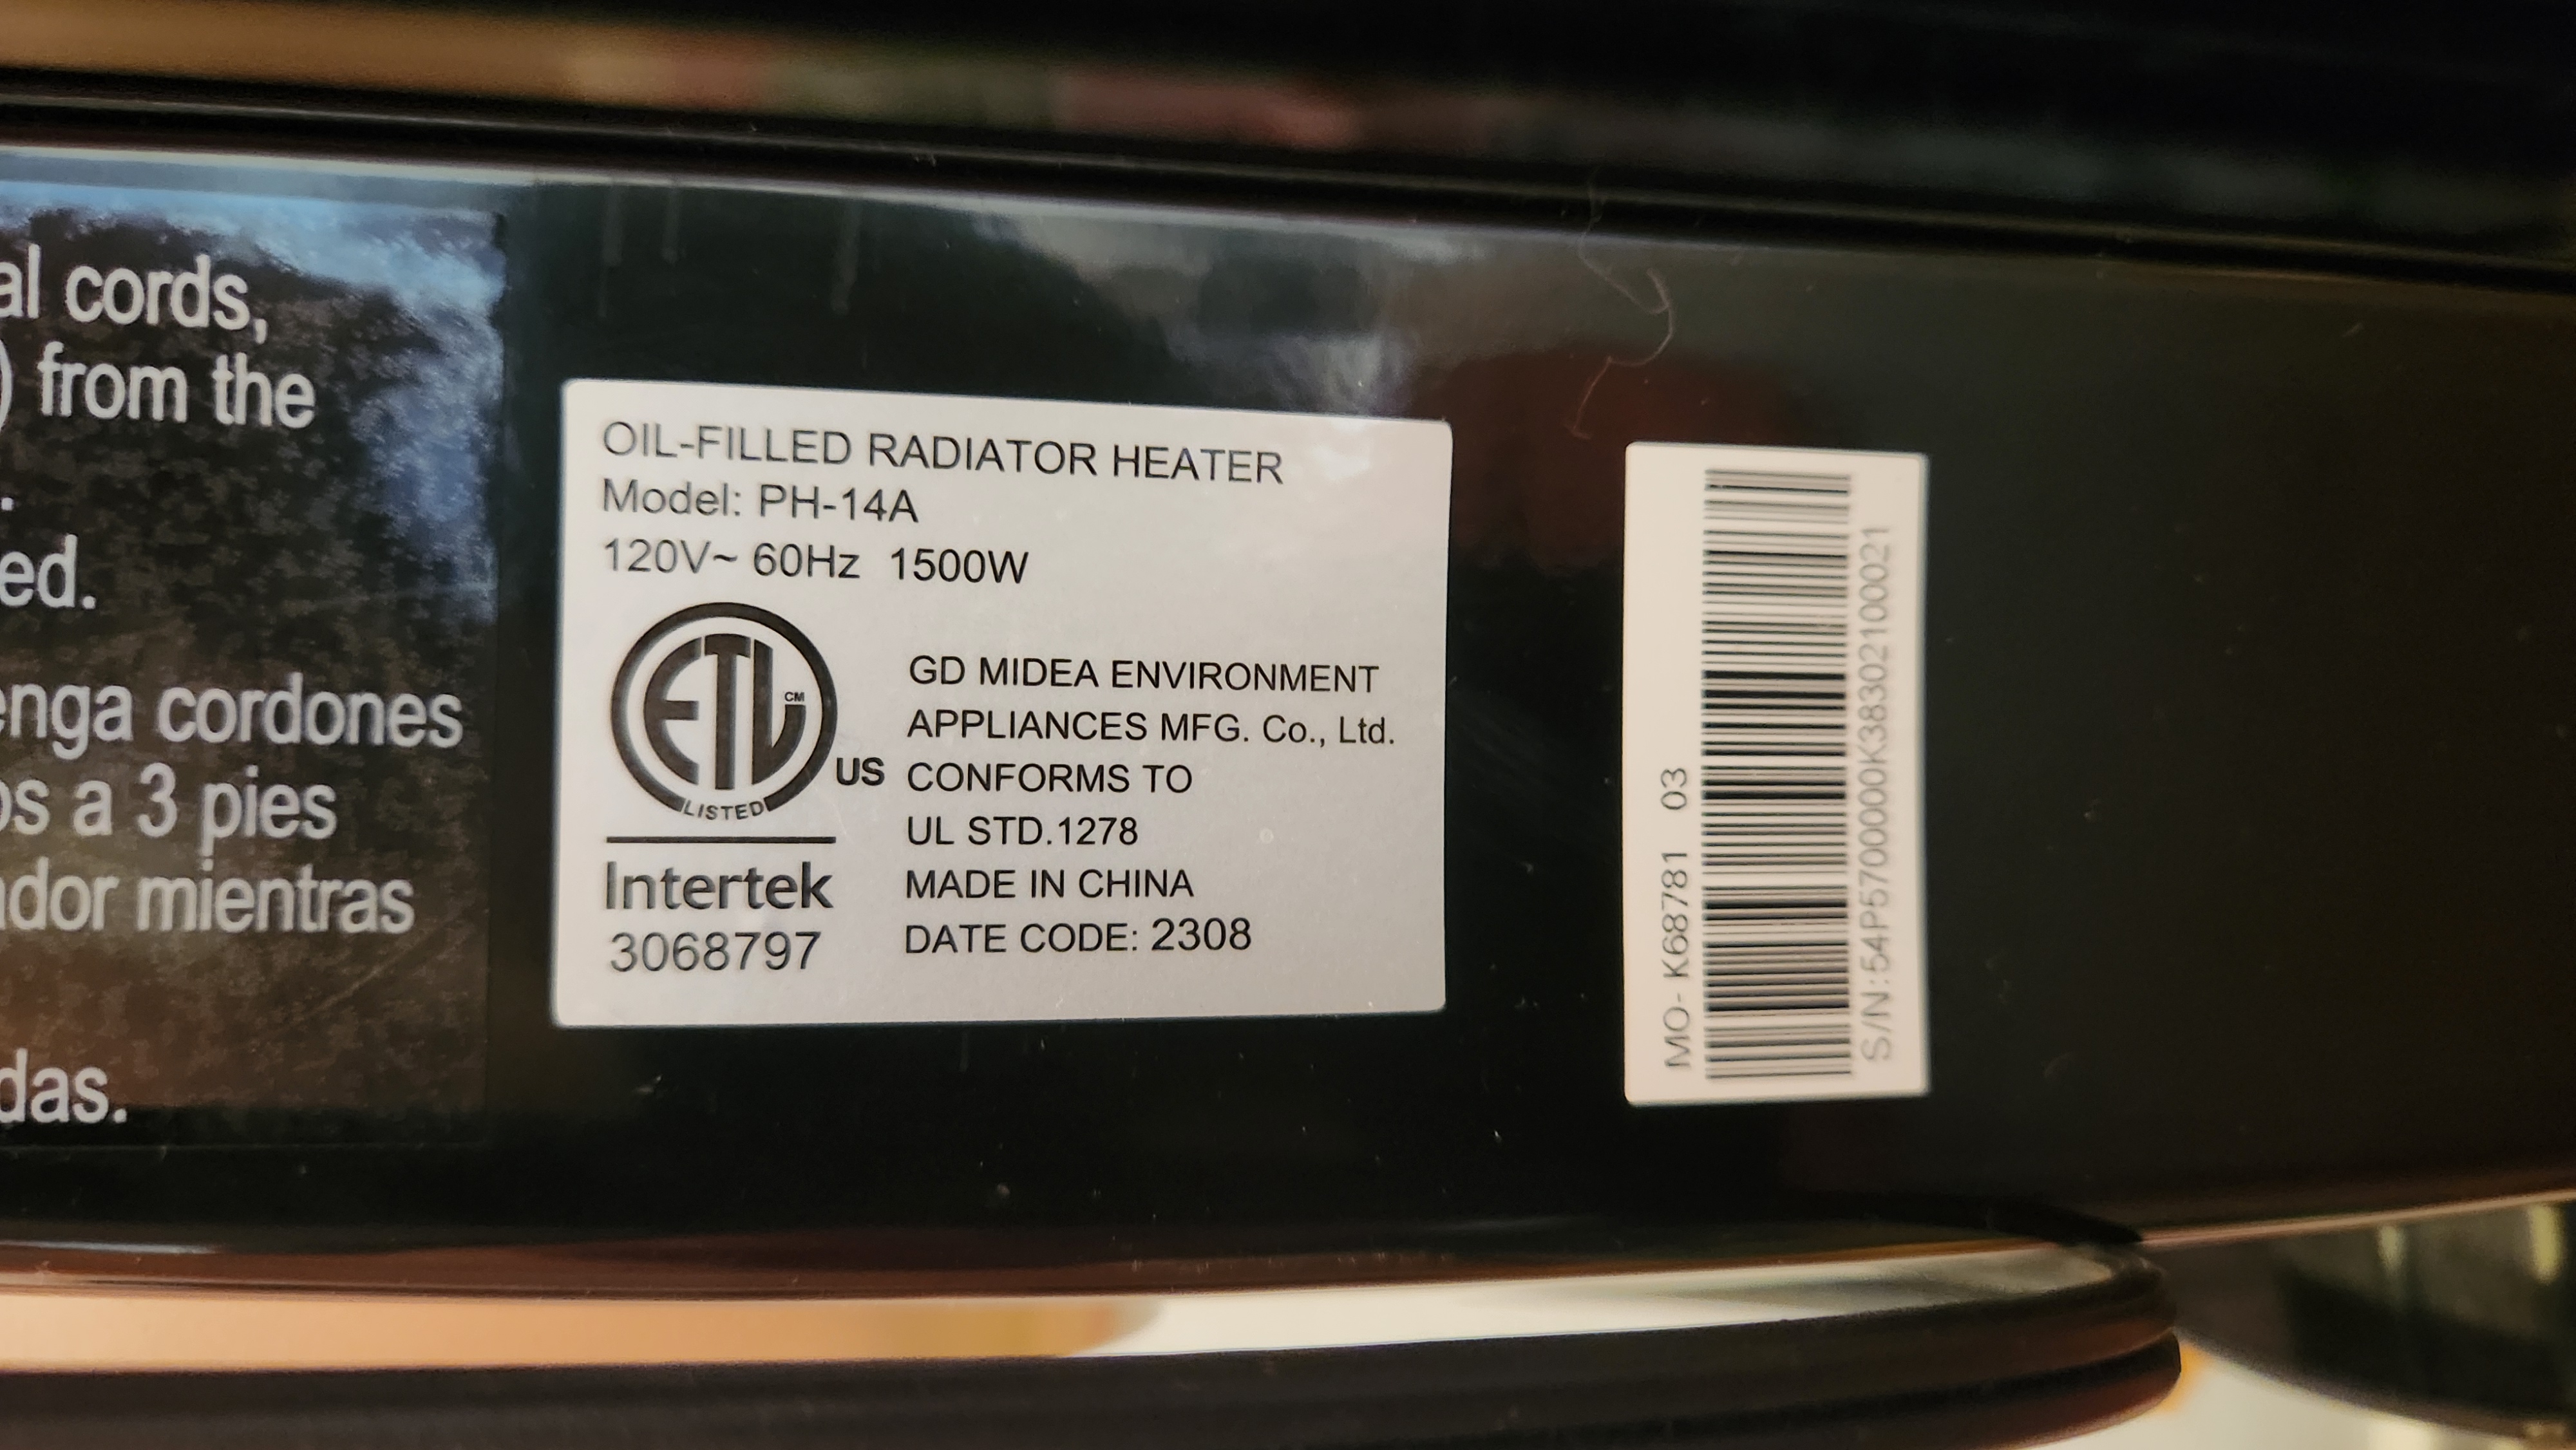 al cords,
) from the
ed.
enga cordones
os a 3 pies
ador mientras
das.
OIL-FILLED RADIATOR HEATER
Model: PH-14A
120V~ 60Hz 1500W
ETL CM
LISTED
US
Intertek
3068797
GD MIDEA ENVIRONMENT
APPLIANCES MFG. Co., Ltd.
CONFORMS TO
UL STD.1278
MADE IN CHINA
DATE CODE: 2308
MO- K68781 03
S/N:54P5700000K38302100021